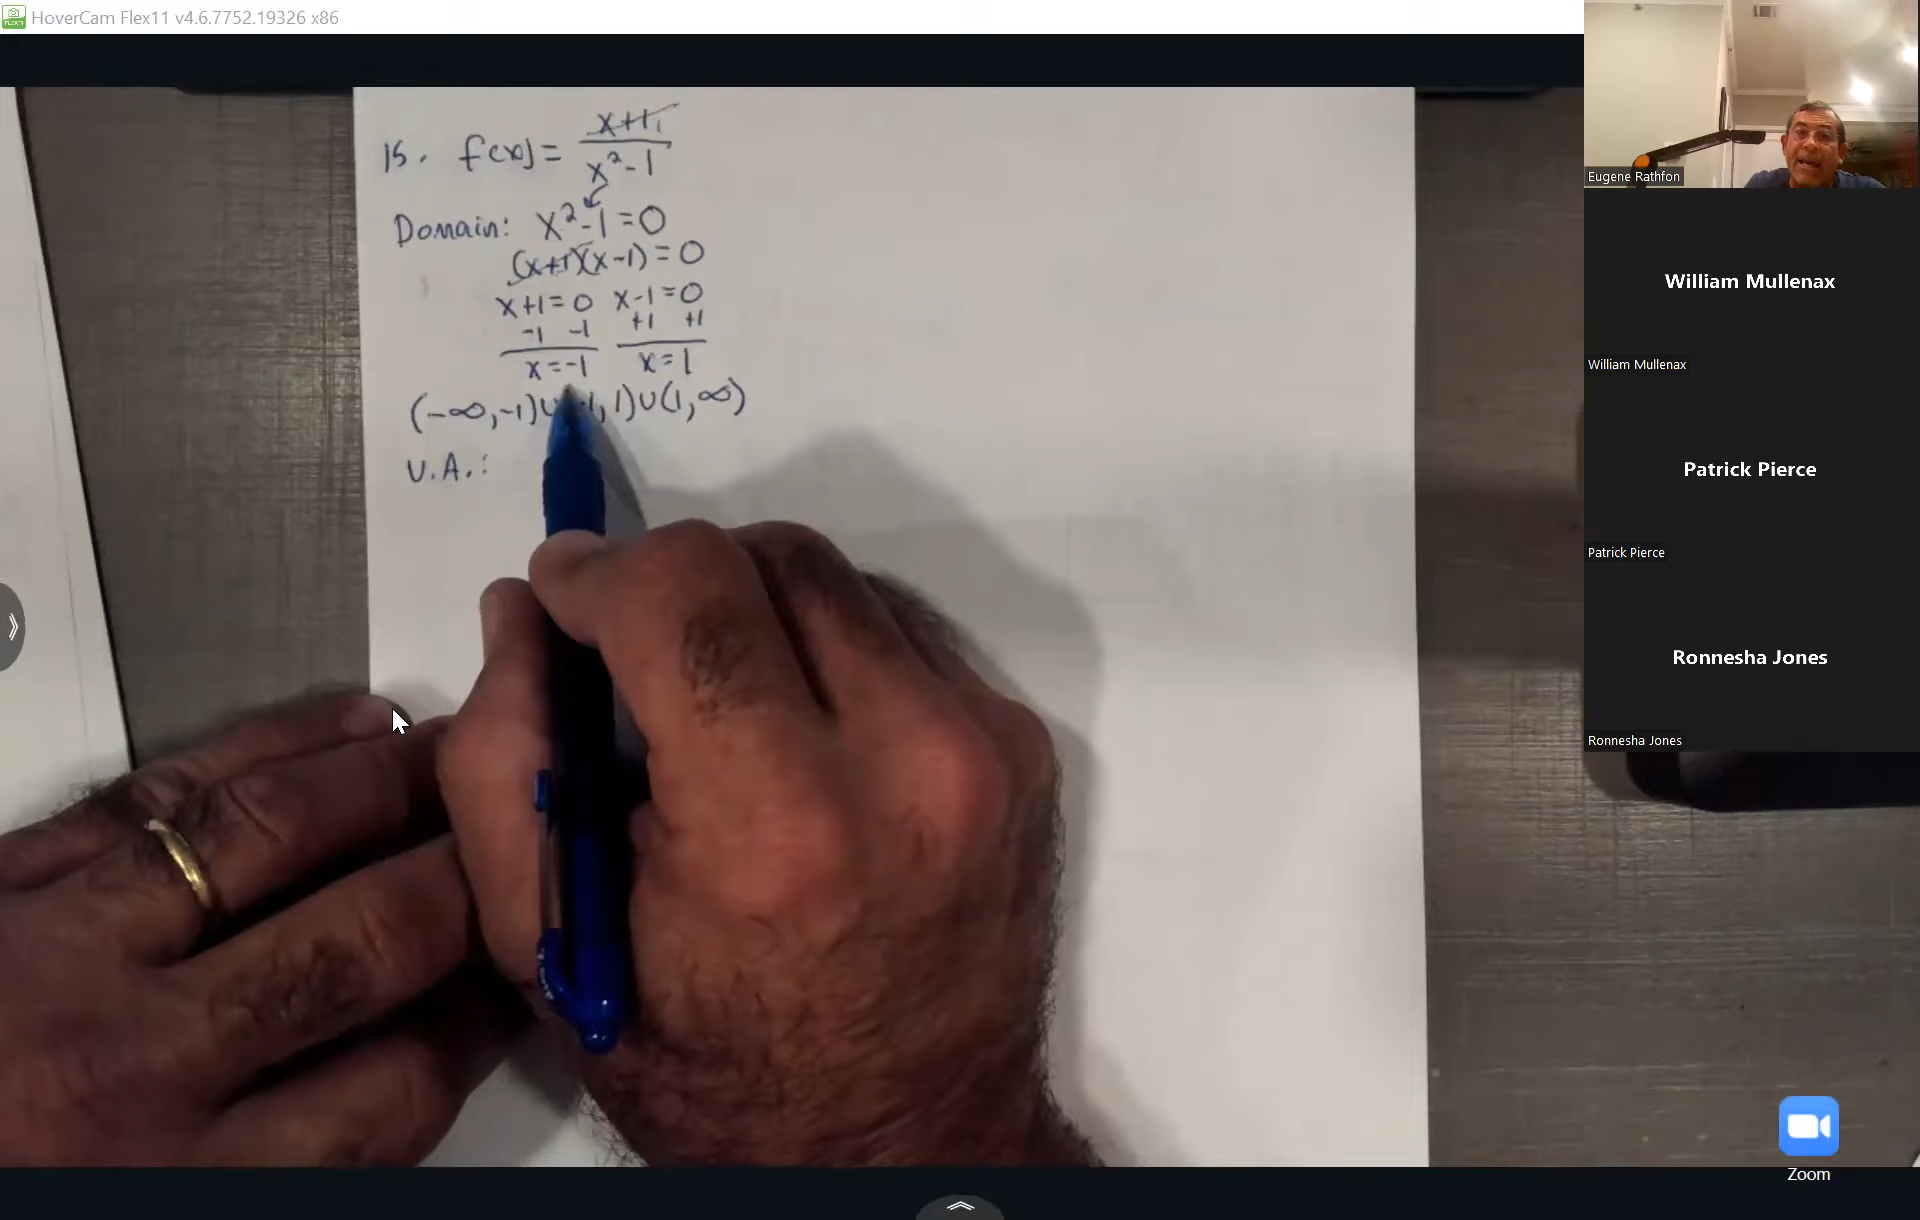 HoverCam Flex11 v4.6.7752.19326 x86
15. f(x) = x+1 / x² - 1
Domain: x² - 1 = 0
(x+1)(x-1) = 0
x+1=0 x-1=0
-1 -1 +1 +1
x=-1 x=1
(-∞,-1)∪(-1,1)∪(1,∞)
V.A.:
Eugene Rathfon
William Mullenax
William Mullenax
Patrick Pierce
Patrick Pierce
Ronnesha Jones
Ronnesha Jones
Zoom